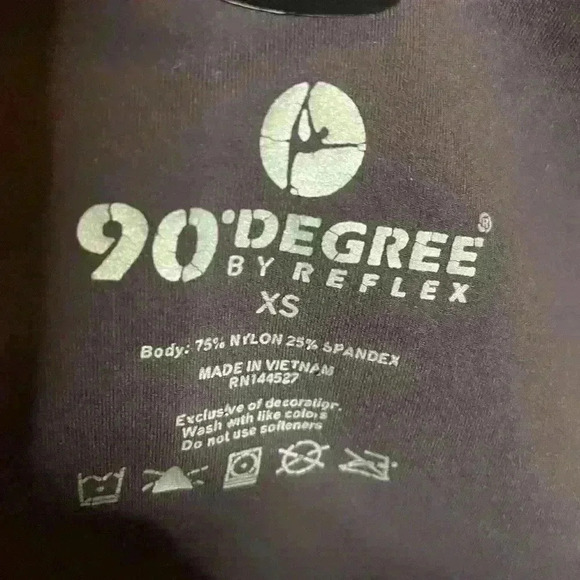 90°DEGREE®
BY REFLEX
XS
Body: 75% NYLON 25% SPANDEX
MADE IN VIETNAM
RN144527
Exclusive of decoration.
Wash with like colors
Do not use softeners